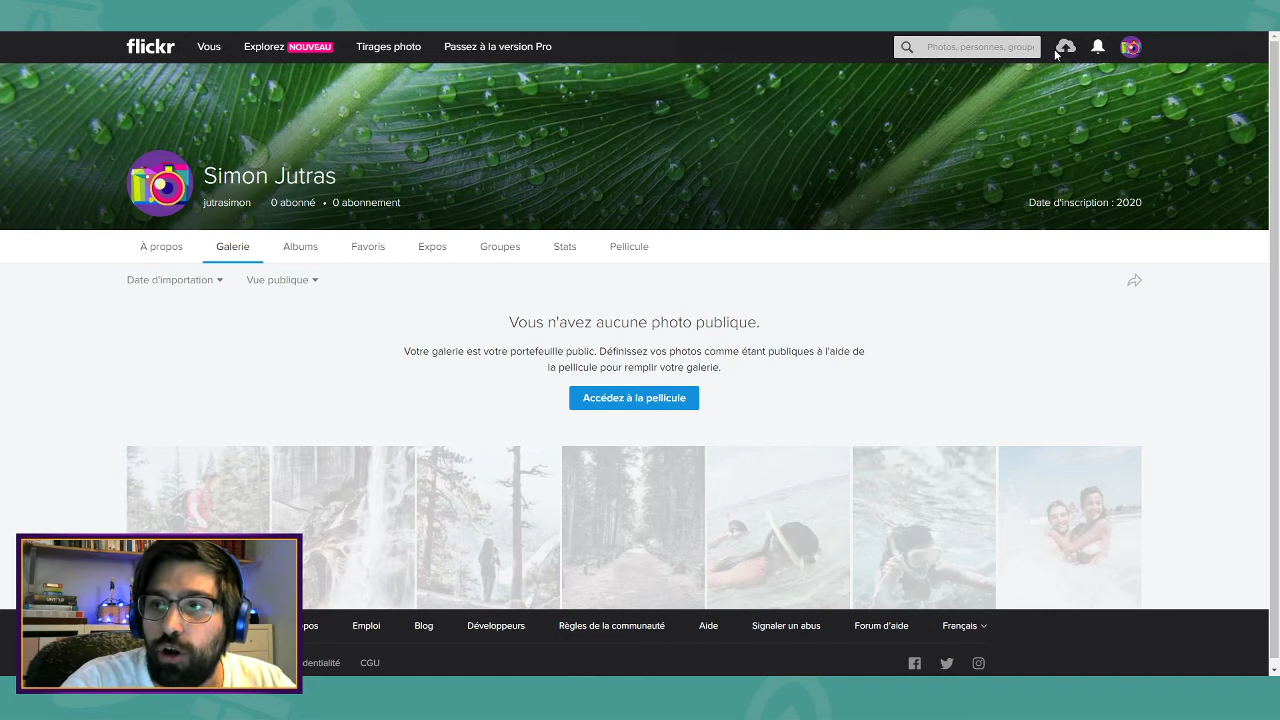 flickr Vous Explorez NOUVEAU Tirages photo Passez à la version Pro Photos, personnes, groupe
Simon Jutras
jutrasimon 0 abonné • 0 abonnement Date d'inscription : 2020
À propos Galerie Albums Favoris Expos Groupes Stats Pellicule
Date d'importation Vue publique
Vous n'avez aucune photo publique.
Votre galerie est votre portefeuille public. Définissez vos photos comme étant publiques à l'aide de
la pellicule pour remplir votre galerie.
Accédez à la pellicule
pos Emploi Blog Développeurs Règles de la communauté Aide Signaler un abus Forum d'aide Français
dentialité CGU